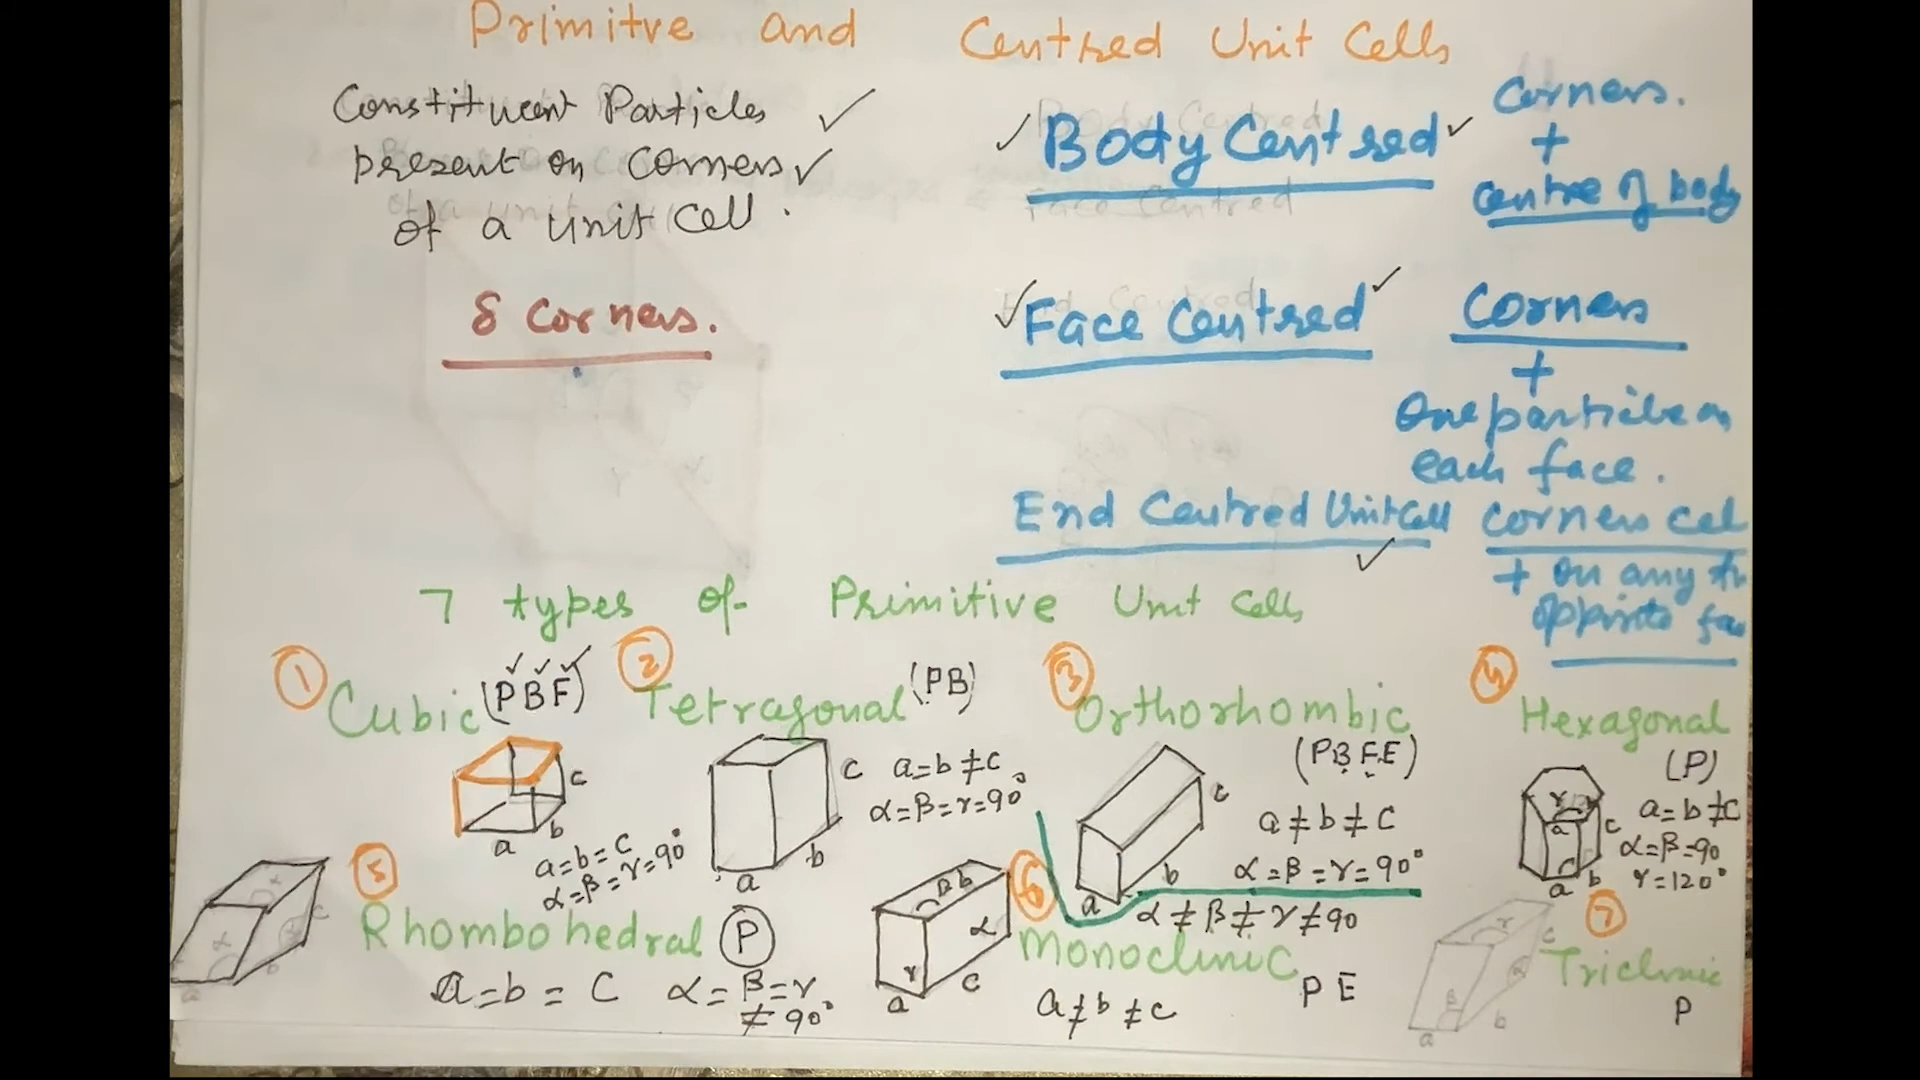 Primitve and Centred Unit Cells
Constituent Particles
present on corners
of a unit cell.
8 Corners.
Body Centred
Corners.
+
centre of body
Face Centred
Corners
+
One particle on
each face.
End Centred Unit Cell
corners
+ on any
opposite
7 types of Primitive Unit Cells
1
Cubic (PBF)
c
a
b
a=b=c
α=β=γ=90°
2
Tetragonal (PB)
c
a=b≠c
α=β=γ=90°
a
b
3
Orthorhombic
(PBFE)
c
a≠b≠c
α=β=γ=90°
a
b
4
Hexagonal
(P)
γ
a
c
a=b≠c
α=β=90
γ=120°
a
b
5
Rhombohedral P
a=b=c α=β=γ
≠90°
α
c
b
a
6
α≠β≠γ≠90
Monoclinic
P E
a≠b≠c
b
α
γ
a
c
7
Triclinic
P
γ
c
β
a
b